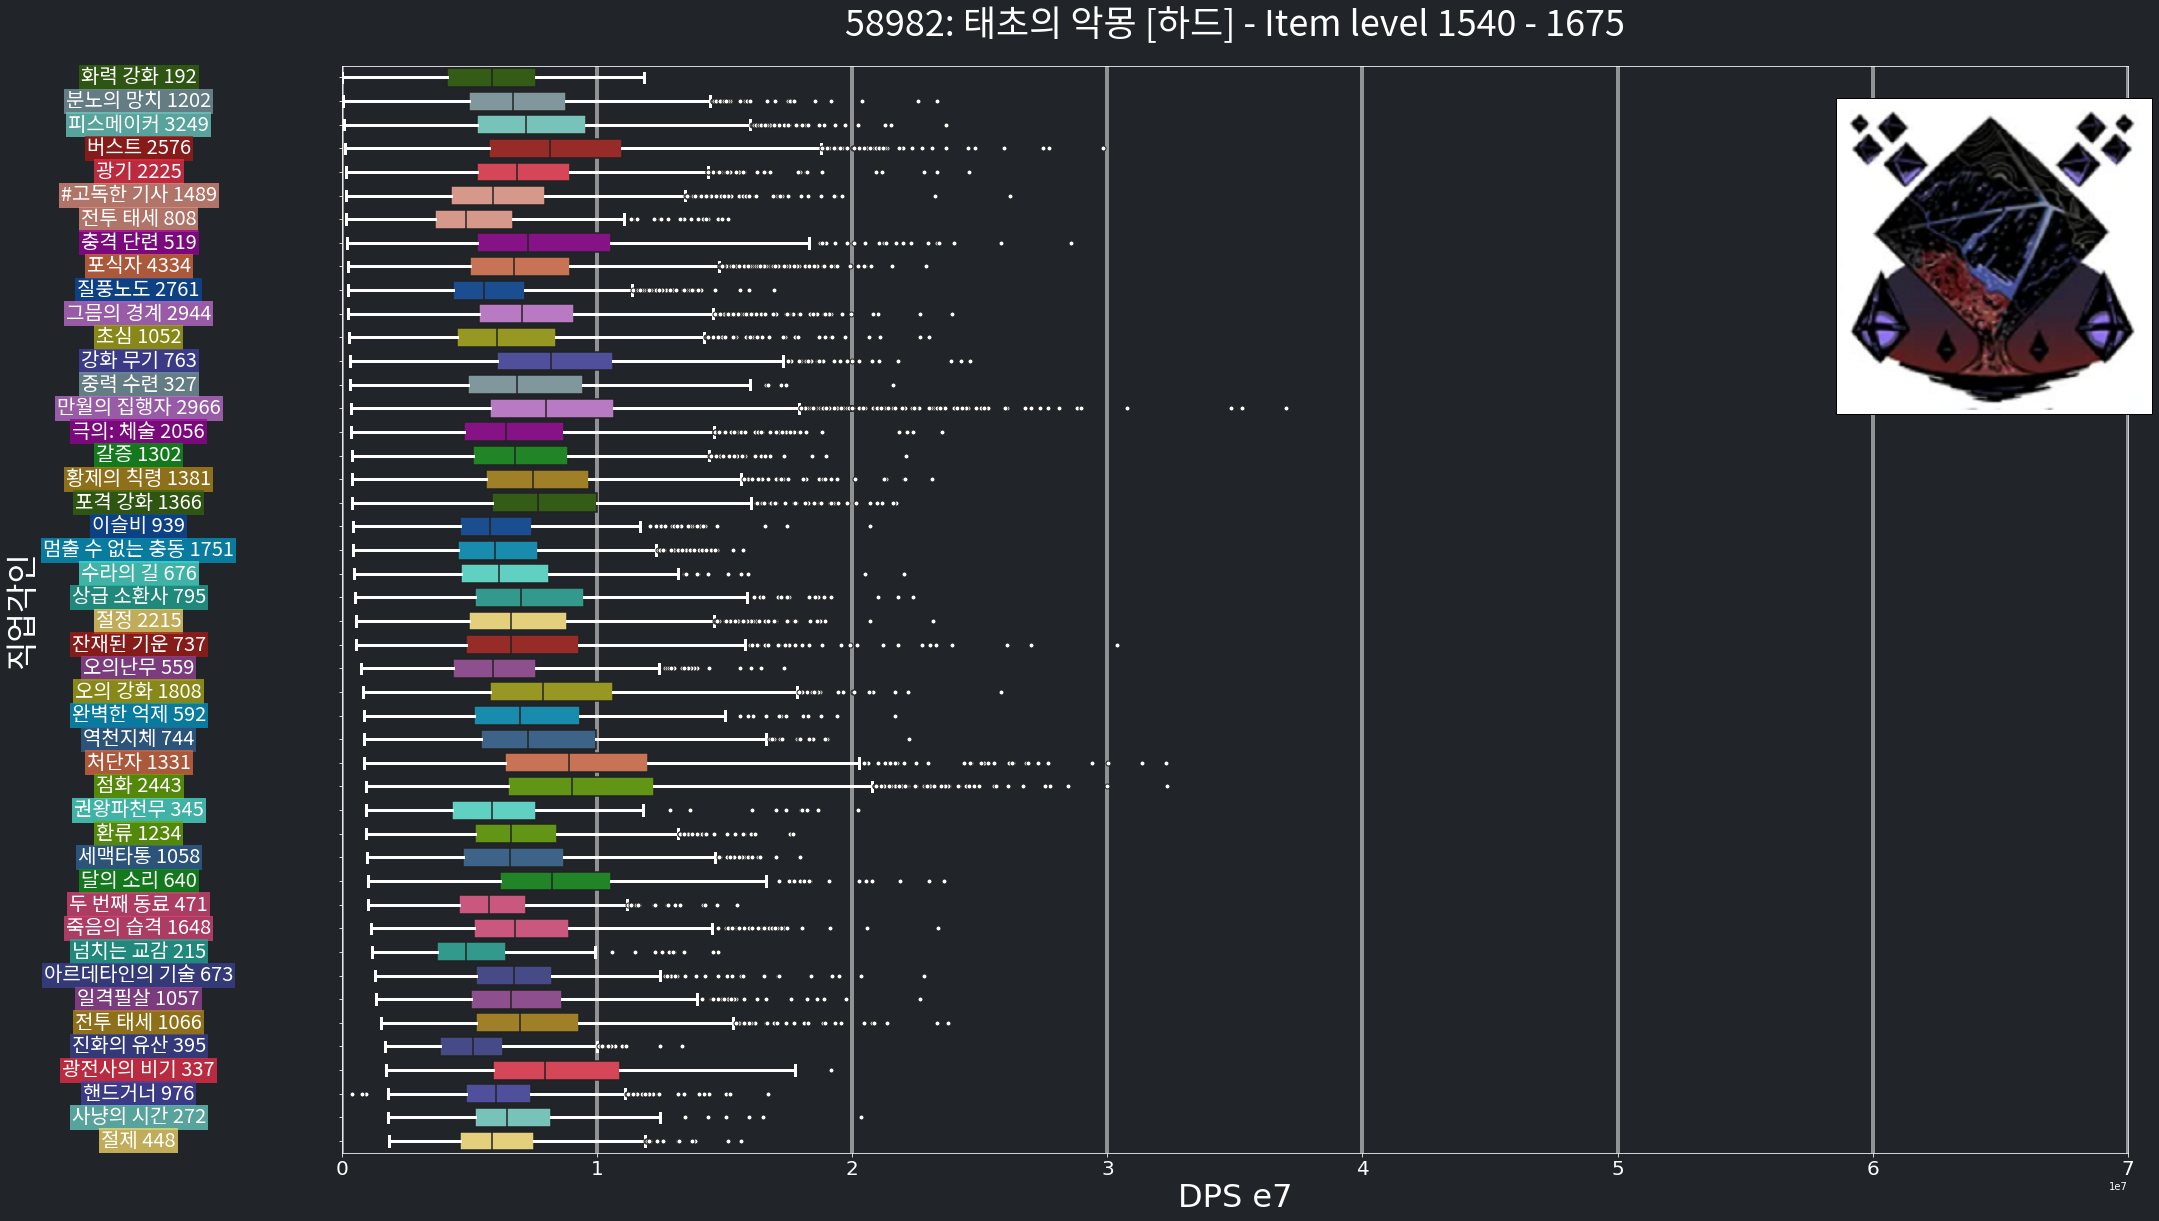 58982: 태초의 악몽 [하드] - Item level 1540 - 1675
화력 강화 192
분노의 망치 1202
피스메이커 3249
버스트 2576
광기 2225
#고독한 기사 1489
전투 태세 808
충격 단련 519
포식자 4334
질풍노도 2761
그믐의 경계 2944
초심 1052
강화 무기 763
중력 수련 327
만월의 집행자 2966
극의: 체술 2056
갈증 1302
황제의 칙령 1381
포격 강화 1366
이슬비 939
멈출 수 없는 충동 1751
수라의 길 676
상급 소환사 795
절정 2215
잔재된 기운 737
오의난무 559
오의 강화 1808
완벽한 억제 592
역천지체 744
처단자 1331
점화 2443
권왕파천무 345
환류 1234
세맥타통 1058
달의 소리 640
두 번째 동료 471
죽음의 습격 1648
넘치는 교감 215
아르데타인의 기술 673
일격필살 1057
전투 태세 1066
진화의 유산 395
광전사의 비기 337
핸드거너 976
사냥의 시간 272
절제 448
직업각인
0 1 2 3 4 5 6 7
1e7
DPS e7